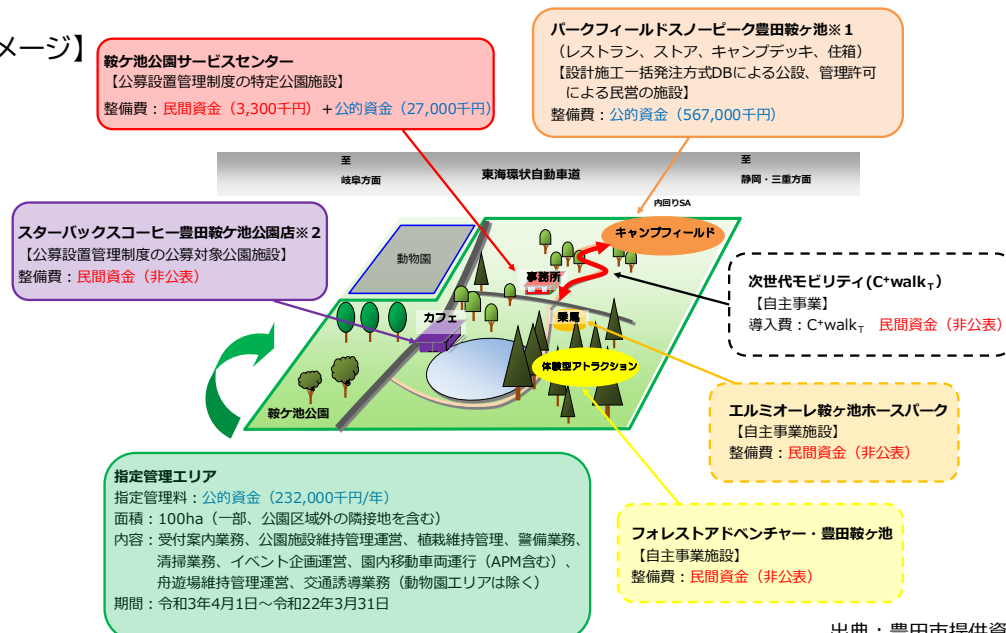 メージ】
鞍ケ池公園サービスセンター
【公募設置管理制度の特定公園施設】
整備費：民間資金（3,300千円）＋公的資金（27,000千円）
パークフィールドスノーピーク豊田鞍ヶ池※１
（レストラン、ストア、キャンプデッキ、住箱）
【設計施工一括発注方式DBによる公設、管理許可
による民営の施設】
整備費：公的資金（567,000千円）
至
岐阜方面
東海環状自動車道
至
静岡・三重方面
内回りSA
スターバックスコーヒー豊田鞍ケ池公園店※２
【公募設置管理制度の公募対象公園施設】
整備費：民間資金（非公表）
動物園
キャンプフィールド
事務所
カフェ
乗馬
体験型アトラクション
鞍ケ池公園
次世代モビリティ(C⁺walkT)
【自主事業】
導入費：C⁺walkT 民間資金（非公表）
エルミオーレ鞍ヶ池ホースパーク
【自主事業施設】
整備費：民間資金（非公表）
フォレストアドベンチャー・豊田鞍ヶ池
【自主事業施設】
整備費：民間資金（非公表）
指定管理エリア
指定管理料：公的資金（232,000千円/年）
面積：100ha（一部、公園区域外の隣接地を含む）
内容：受付案内業務、公園施設維持管理運営、植栽維持管理、警備業務、
清掃業務、イベント企画運営、園内移動車両運行（APM含む）、
舟遊場維持管理運営、交通誘導業務（動物園エリアは除く）
期間：令和3年4月1日～令和22年3月31日
出典：豊田市提供資